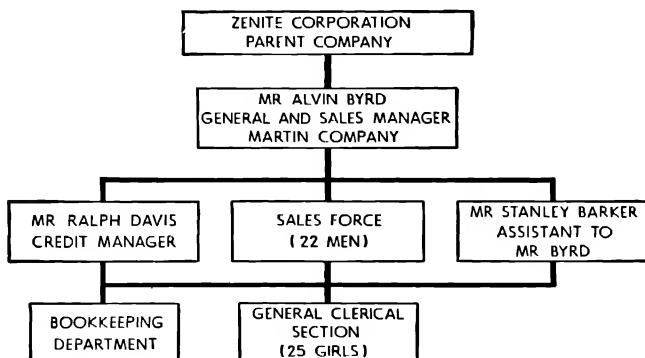 ZENITE CORPORATION
PARENT COMPANY
MR ALVIN BYRD
GENERAL AND SALES MANAGER
MARTIN COMPANY
MR RALPH DAVIS
CREDIT MANAGER
SALES FORCE
(22 MEN)
MR STANLEY BARKER
ASSISTANT TO
MR BYRD
BOOKKEEPING
DEPARTMENT
GENERAL CLERICAL
SECTION
(25 GIRLS)